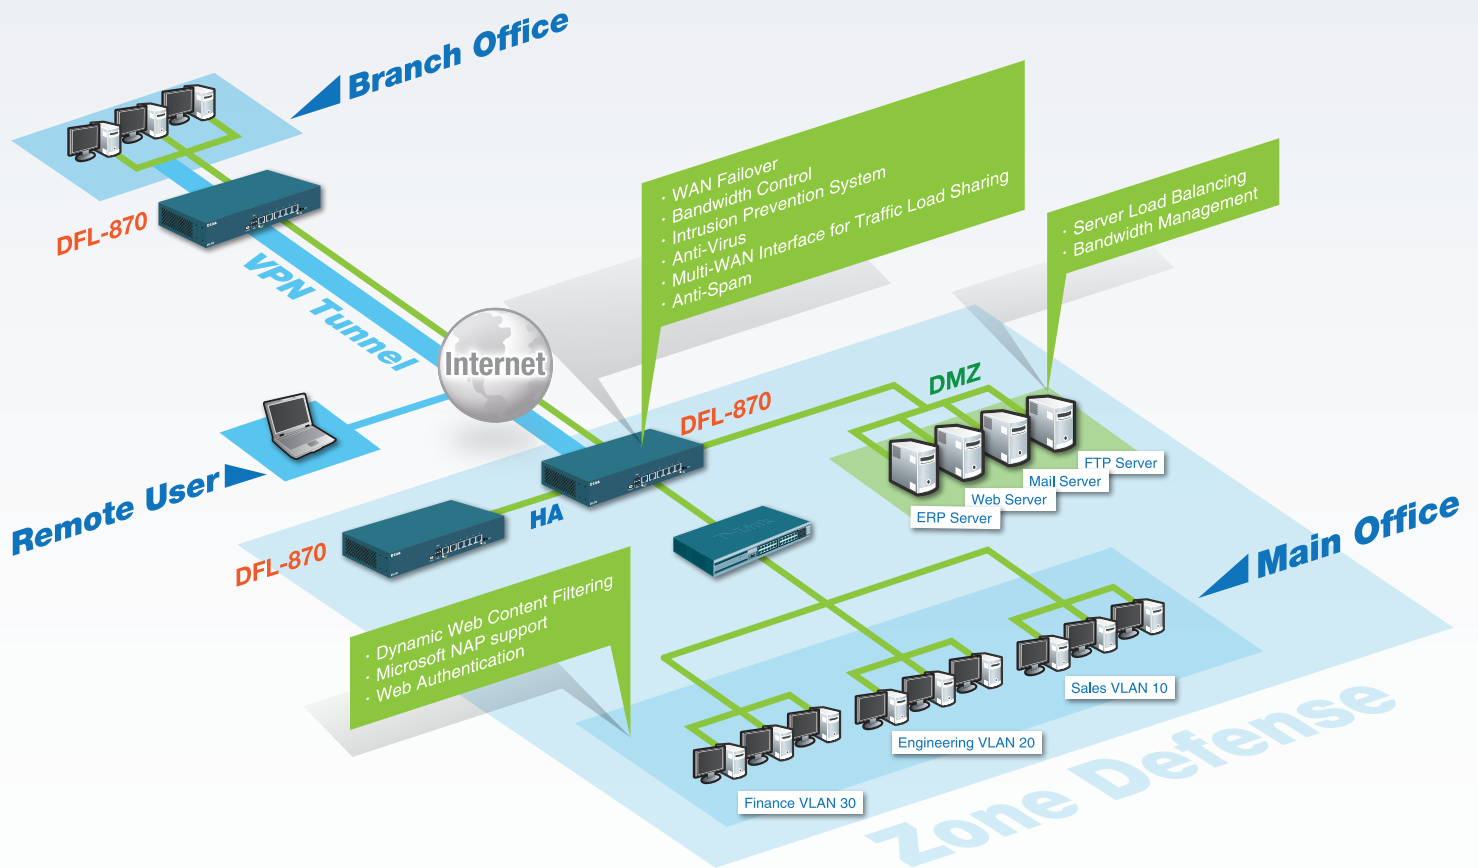 Branch Office
DFL-870
VPN Tunnel
Internet
· WAN Failover
· Bandwidth Control
· Intrusion Prevention System
· Anti-Virus
· Multi-WAN Interface for Traffic Load Sharing
· Anti-Spam
· Server Load Balancing
· Bandwidth Management
Remote User
DFL-870
HA
DFL-870
DMZ
FTP Server
Mail Server
Web Server
ERP Server
Main Office
· Dynamic Web Content Filtering
· Microsoft NAP support
· Web Authentication
Sales VLAN 10
Engineering VLAN 20
Finance VLAN 30
Zone Defense